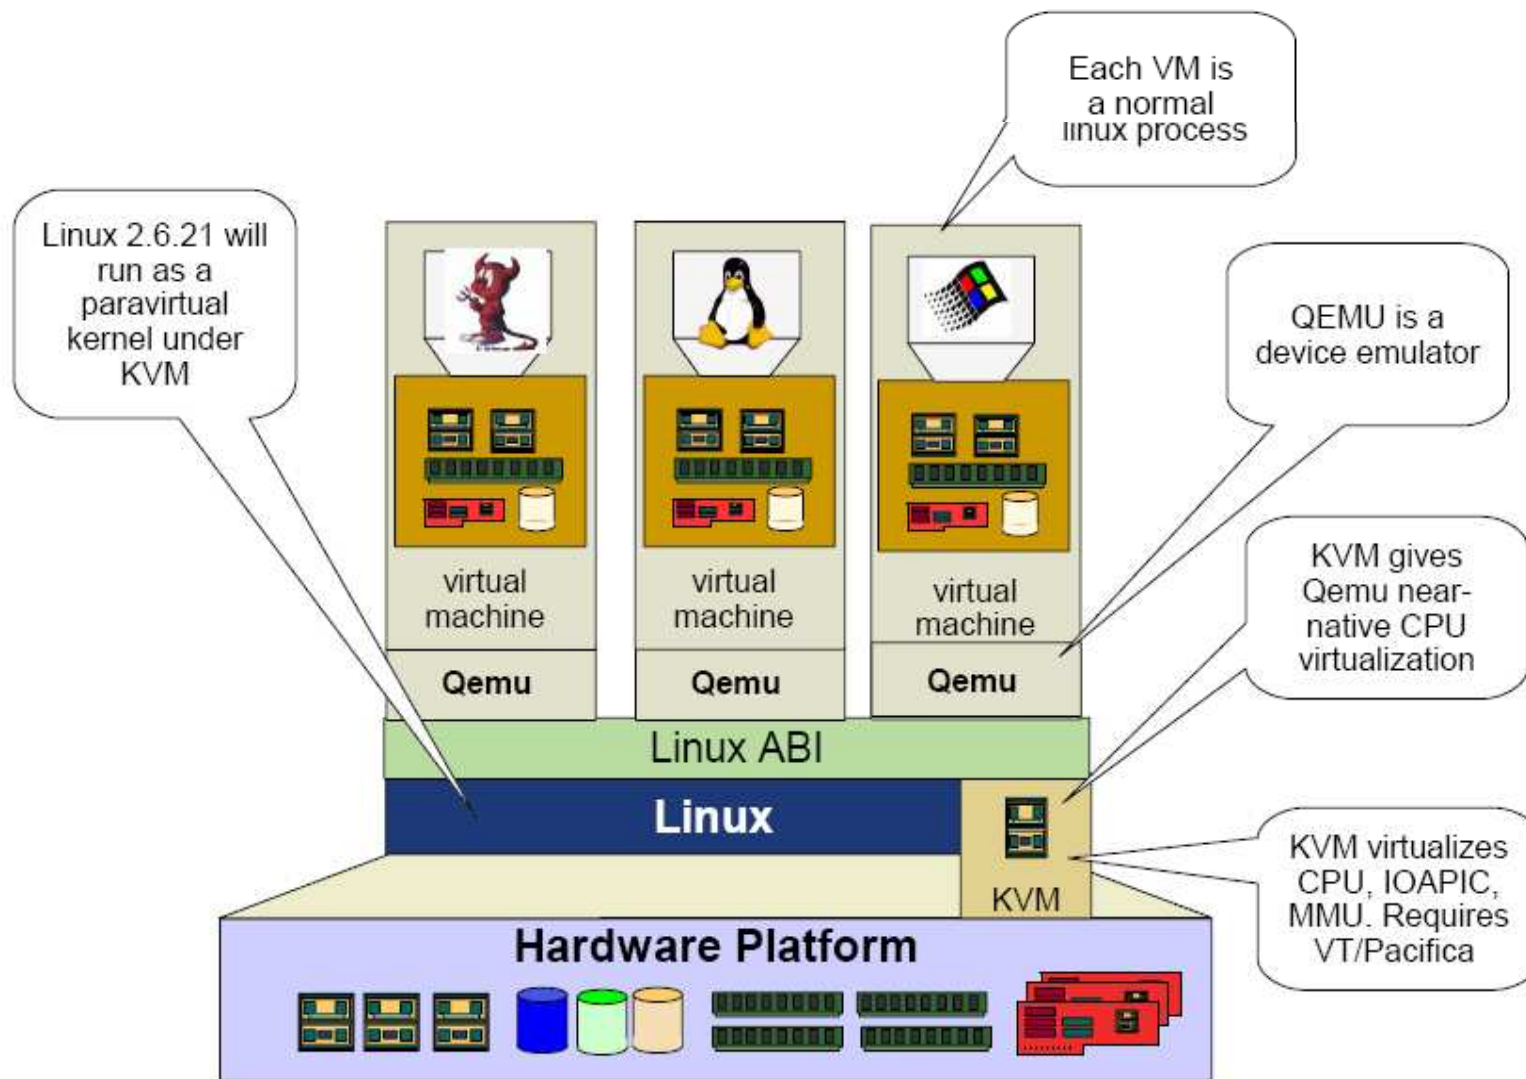 Each VM is
a normal
linux process
Linux 2.6.21 will
run as a
paravirtual
kernel under
KVM
QEMU is a
device emulator
KVM gives
Qemu near-
native CPU
virtualization
KVM virtualizes
CPU, IOAPIC,
MMU. Requires
VT/Pacifica
virtual
machine
Qemu
virtual
machine
Qemu
virtual
machine
Qemu
Linux ABI
Linux
KVM
Hardware Platform